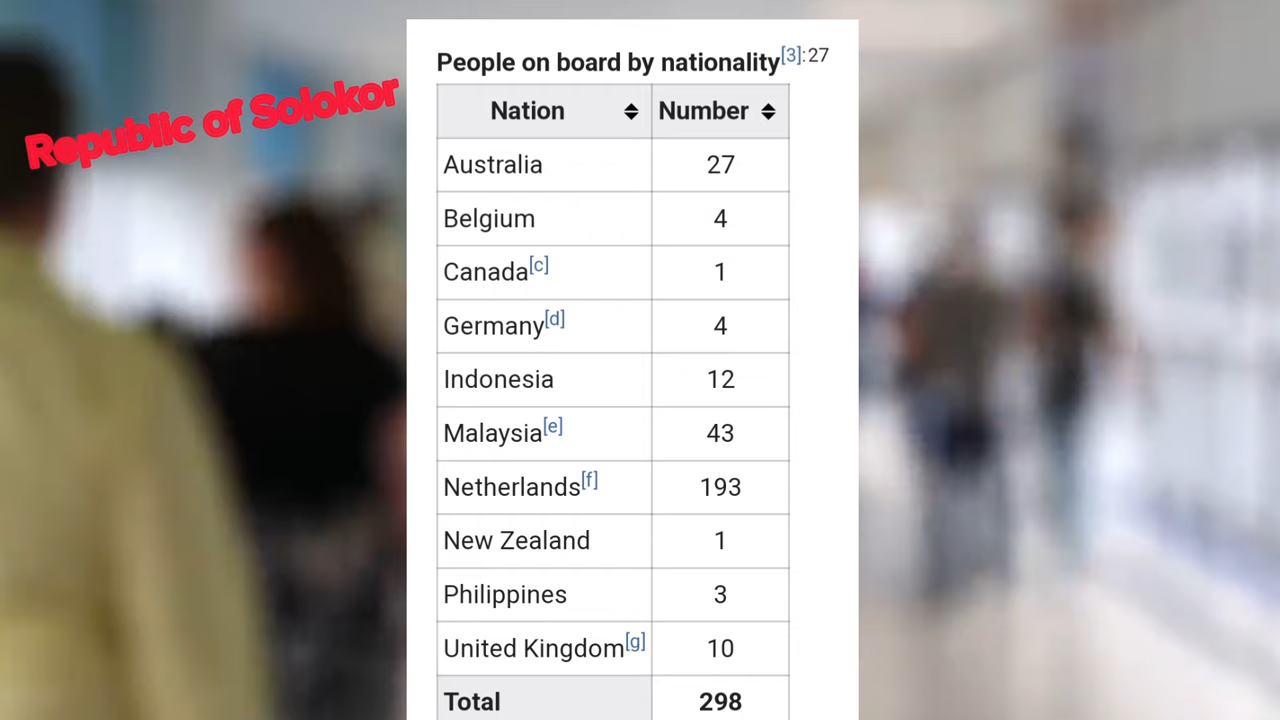 People on board by nationality[3]:27
Republic of Solokor
Nation Number
Australia 27
Belgium 4
Canada[c] 1
Germany[d] 4
Indonesia 12
Malaysia[e] 43
Netherlands[f] 193
New Zealand 1
Philippines 3
United Kingdom[g] 10
Total 298